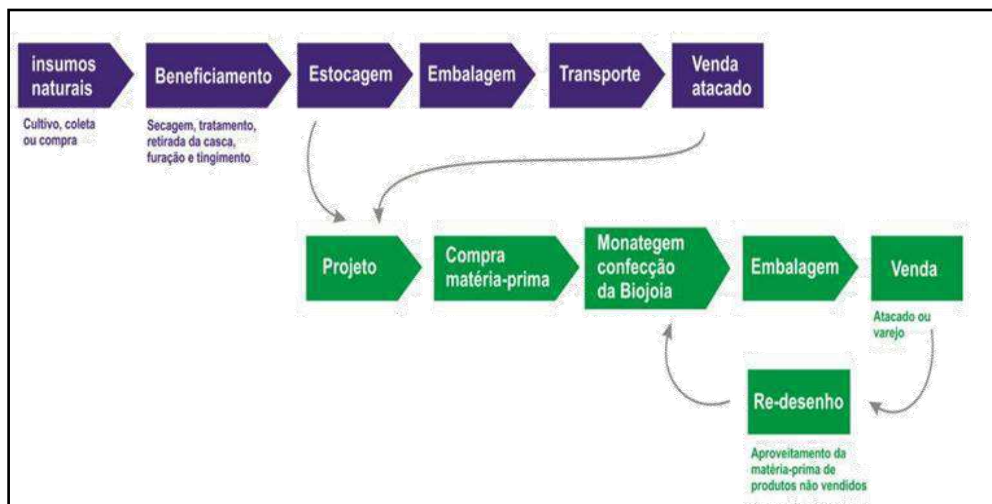 insumos
naturais
Beneficiamento
Estocagem
Embalagem
Transporte
Venda
atacado
Cultivo, coleta
ou compra
Secagem, tratamento,
retirada da casca,
furação e tingimento
Projeto
Compra
matéria-prima
Monategem
confecção
da Biojoia
Embalagem
Venda
Atacado ou
varejo
Re-desenho
Aproveitamento da
matéria-prima de
produtos não vendidos